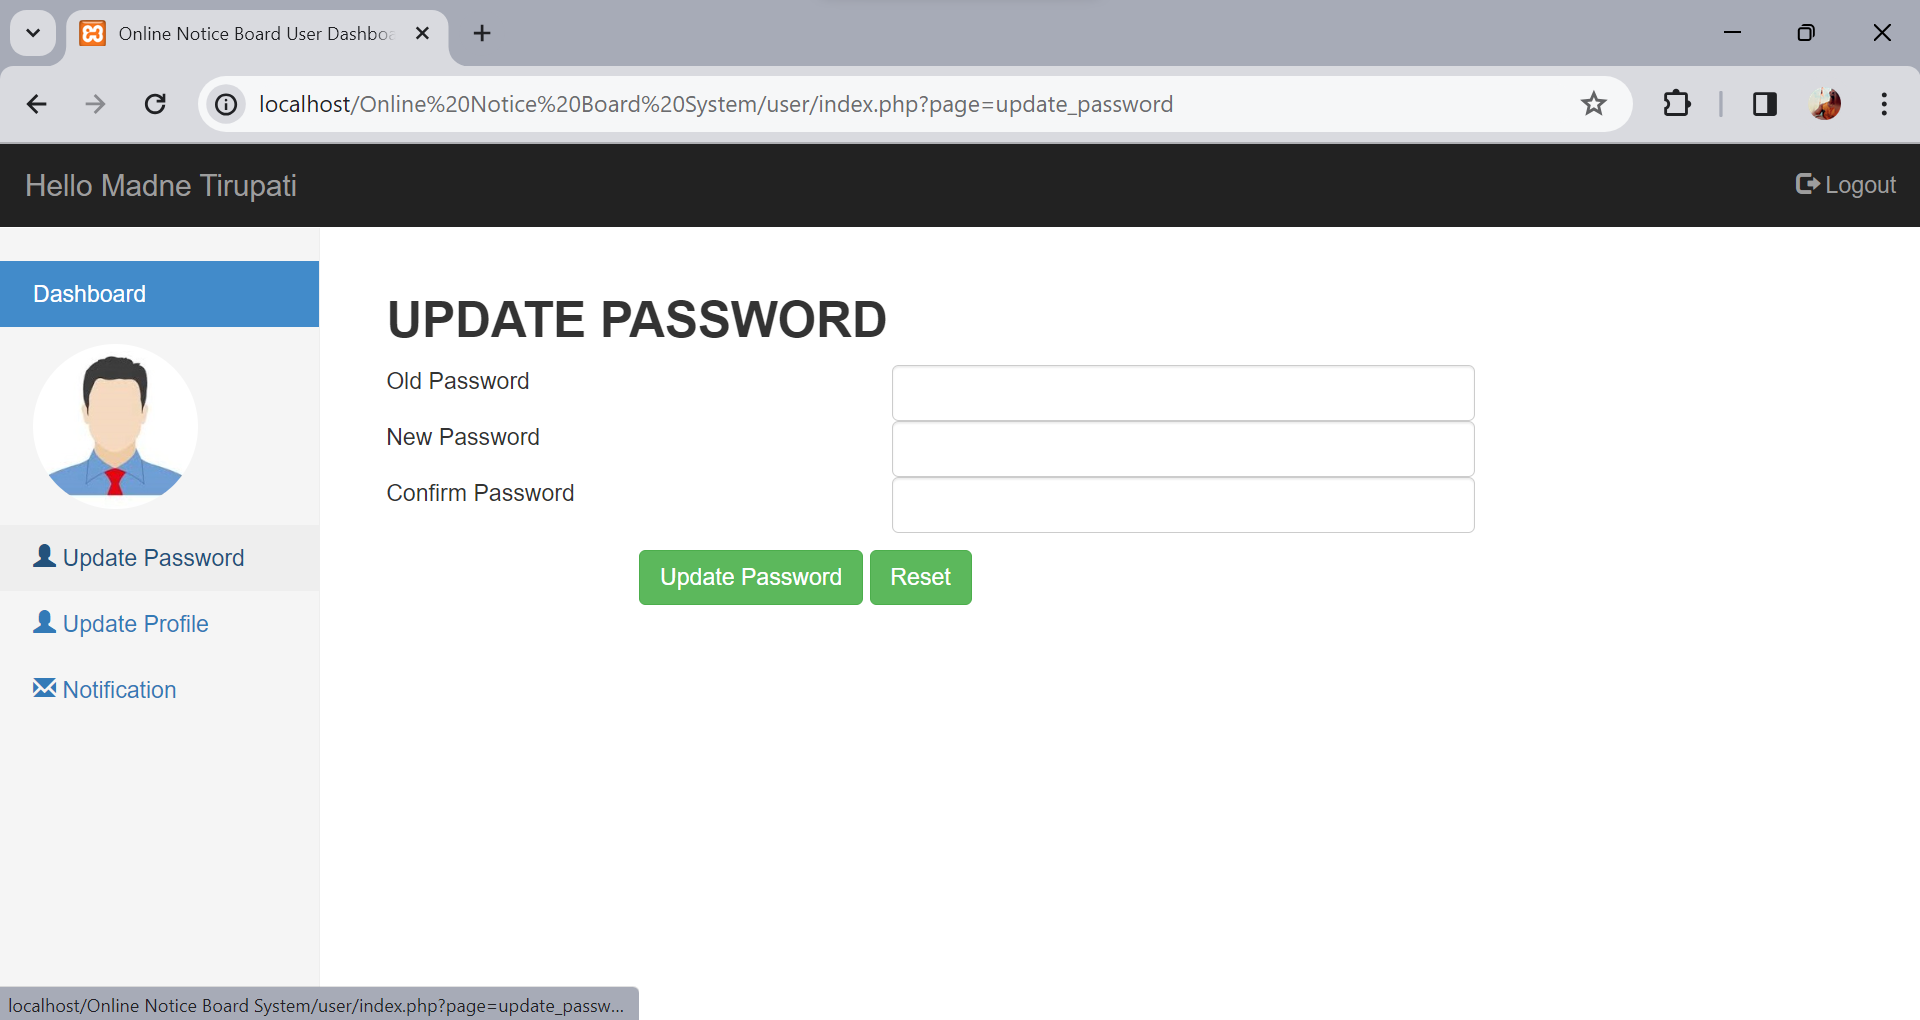 Online Notice Board User Dashboa
localhost/Online%20Notice%20Board%20System/user/index.php?page=update_password
Hello Madne Tirupati
Logout
Dashboard
UPDATE PASSWORD
Old Password
New Password
Confirm Password
Update Password Reset
Update Password
Update Profile
Notification
localhost/Online Notice Board System/user/index.php?page=update_passw...